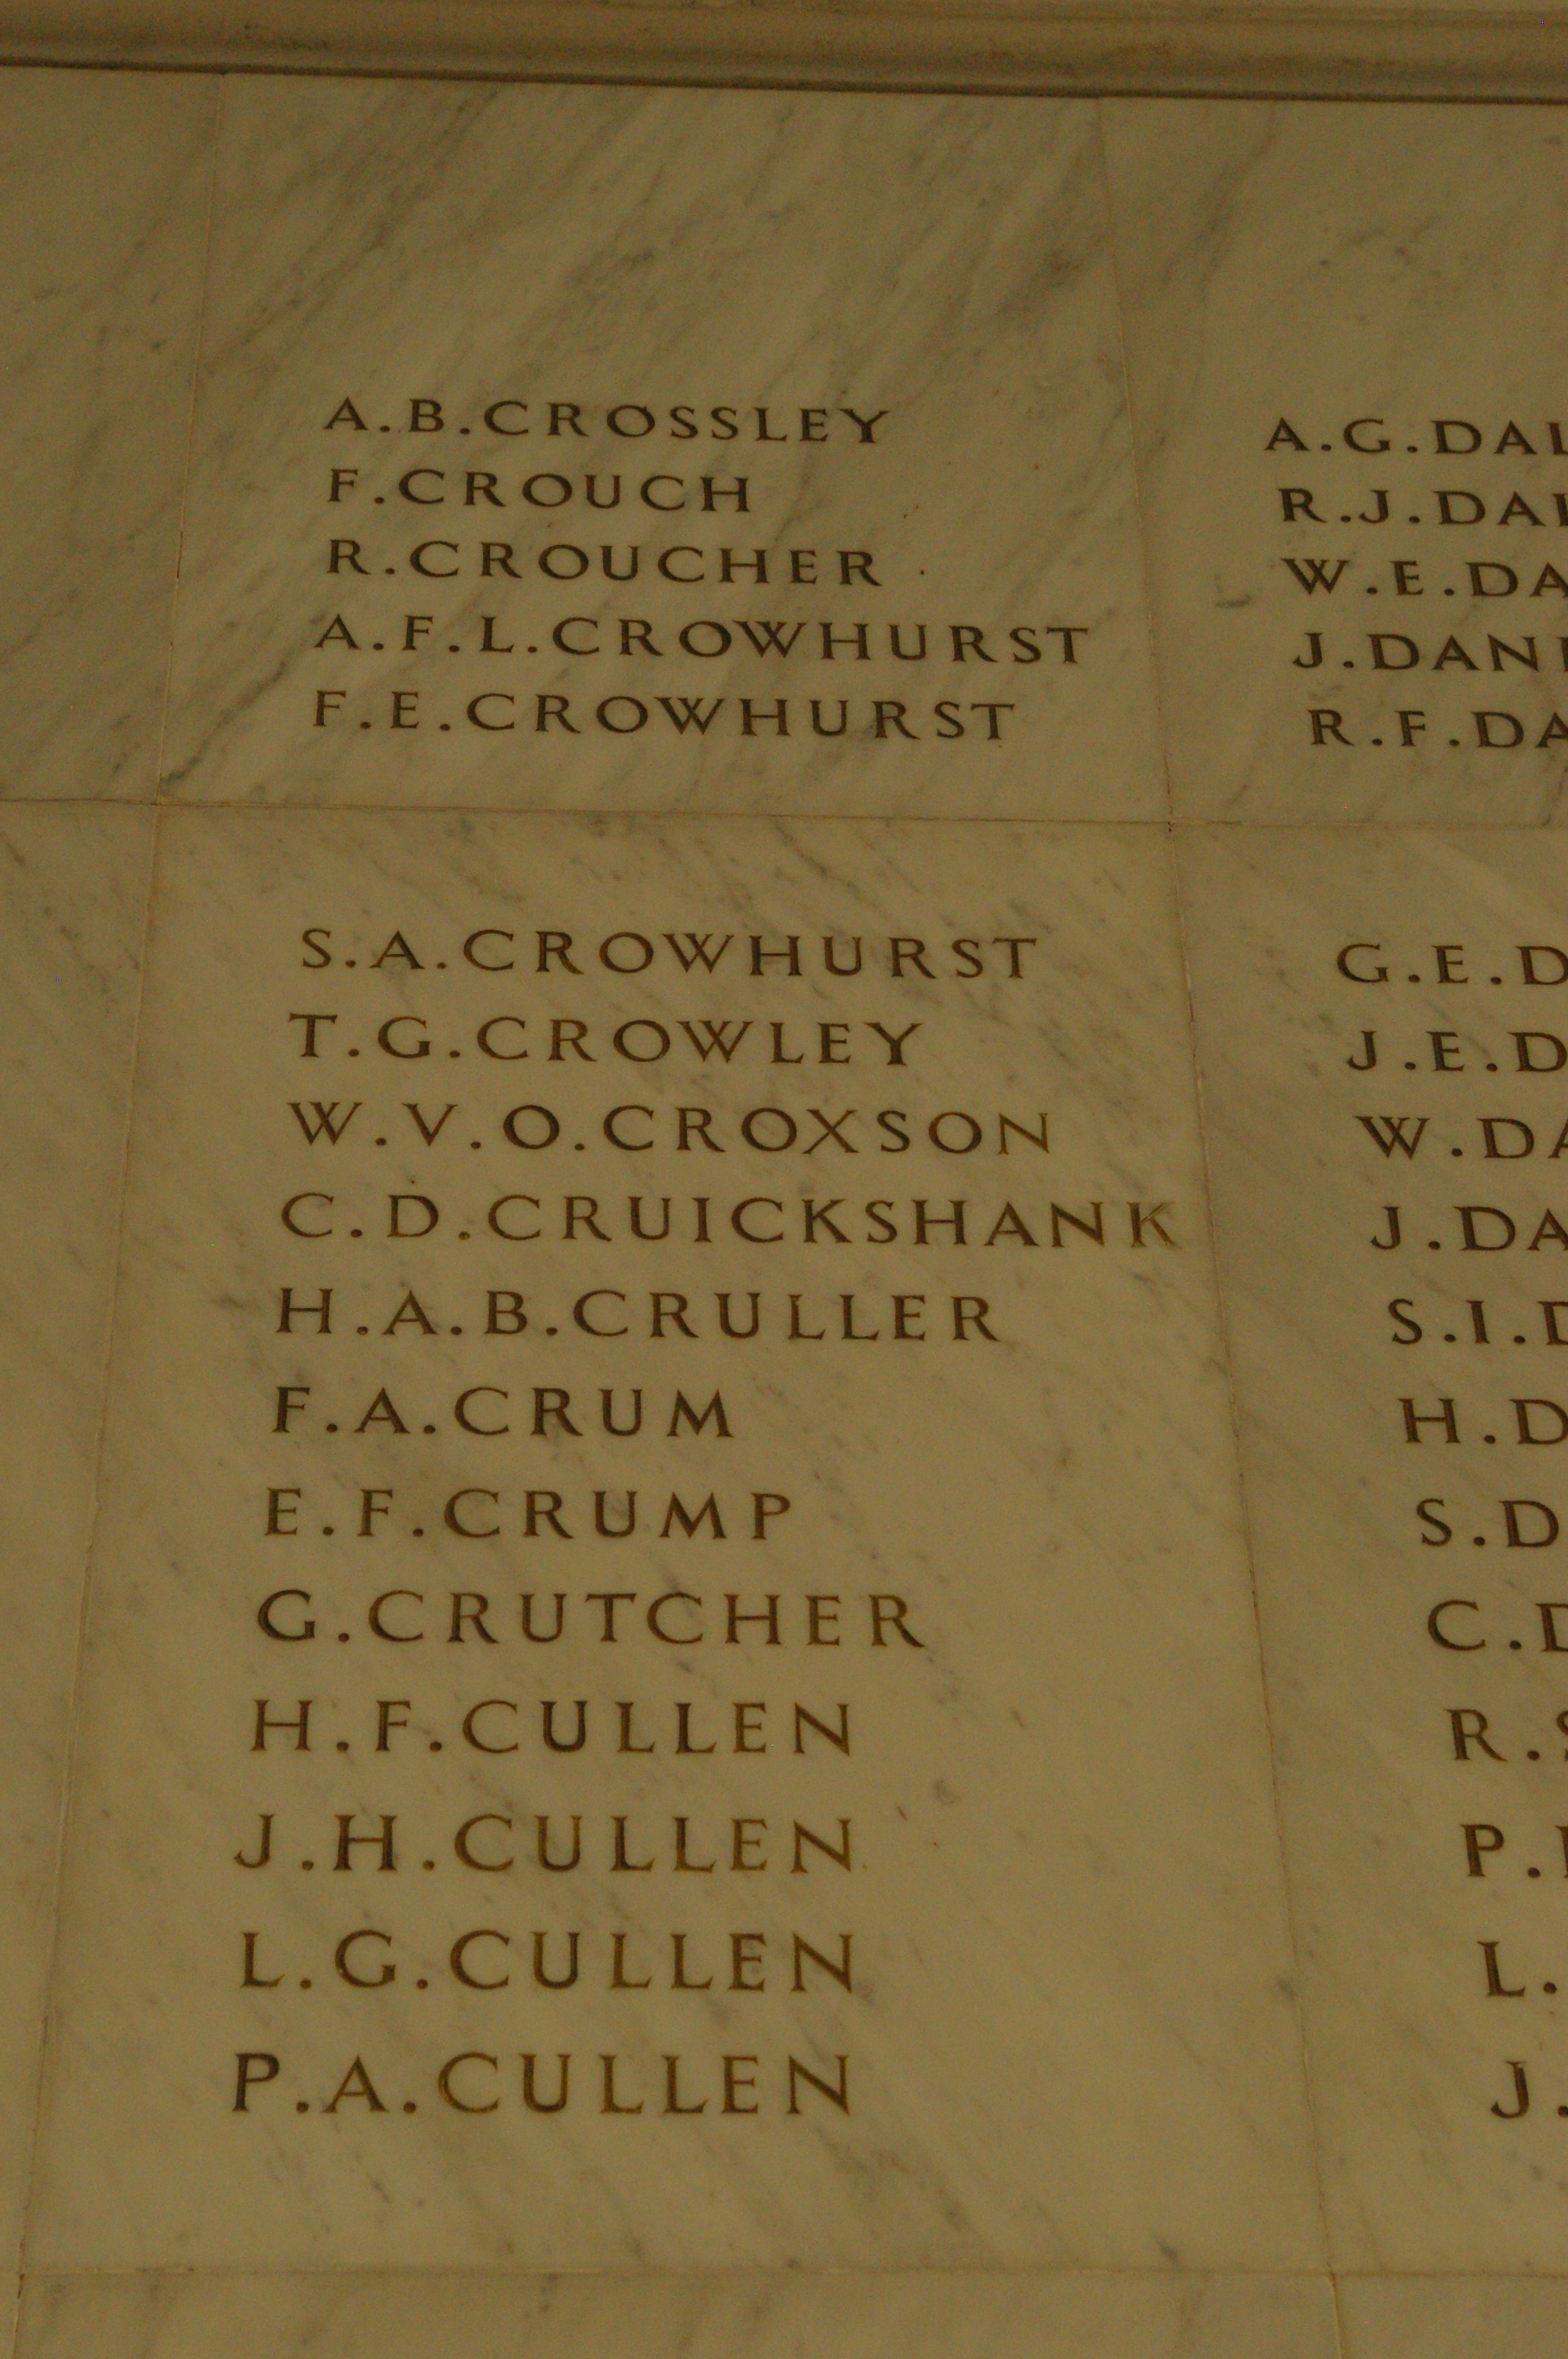 A.B.CROSSLEY
F.CROUCH
R.CROUCHER
A.F.L.CROWHURST
F.E.CROWHURST
S.A.CROWHURST
T.G.CROWLEY
W.V.O.CROXSON
C.D.CRUICKSHANK
H.A.B.CRULLER
F.A.CRUM
E.F.CRUMP
G.CRUTCHER
H.F.CULLEN
J.H.CULLEN
L.G.CULLEN
P.A.CULLEN
A.G.
R.J.
W.E.
J.
R.F.
G.E.
J.E.
W.
J.
S.I.
H.
S.
C.
R.
P.
L.
J.